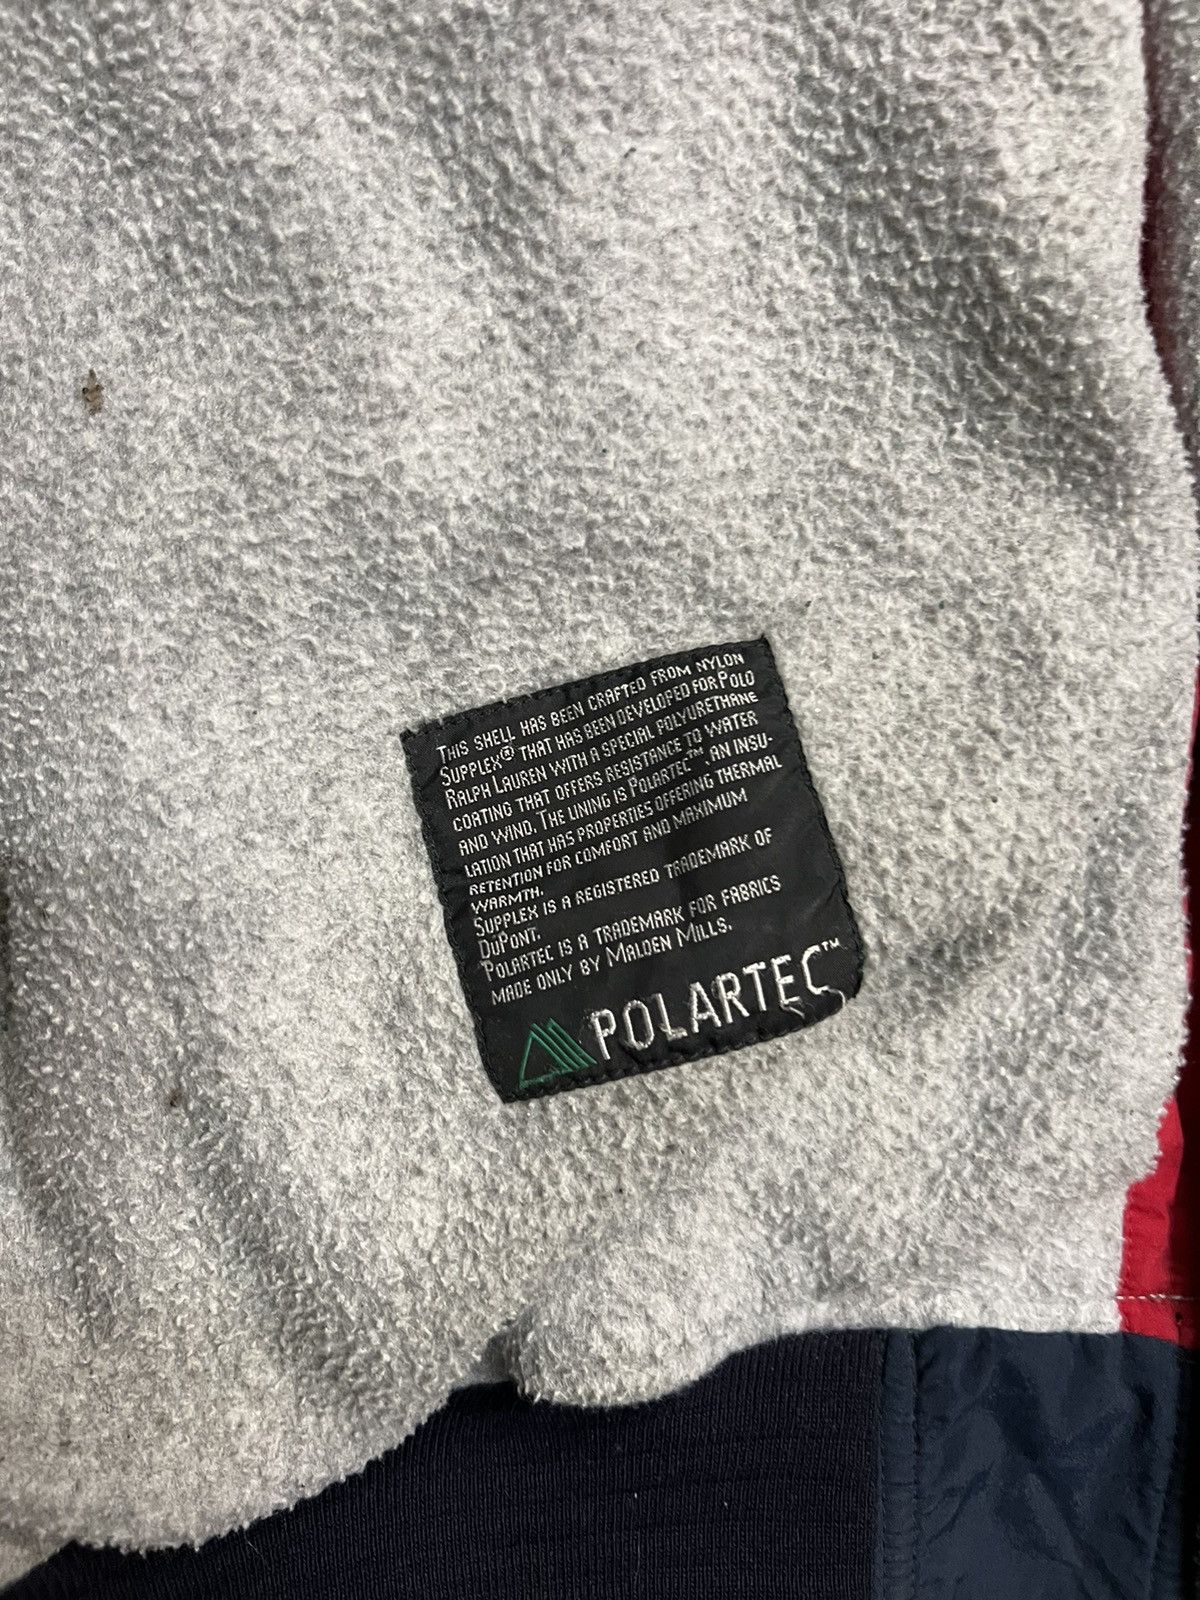 This shell has been crafted from nylon
Supplex® that has been developed for Polo
Ralph Lauren with a special polyurethane
coating that offers resistance to water
and wind. The lining is Polartec™, an insu-
lation that has properties offering thermal
retention for comfort and maximum
warmth.
Supplex is a registered trademark of
DuPont.
Polartec is a trademark for fabrics
made only by Malden Mills.
POLARTEC™